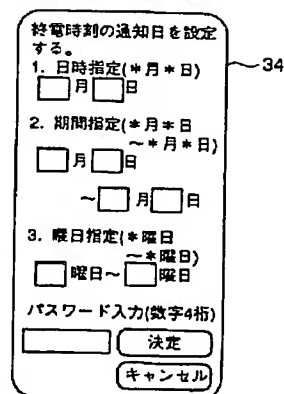 終電時刻の通知日を設定
する。
1. 日時指定(*月*日)
月 日
2. 期間指定(*月*日
~*月*日)
月 日
~ 月 日
3. 曜日指定(*曜日
~*曜日)
曜日~ 曜日
パスワード入力(数字4桁)
決定
キャンセル
34